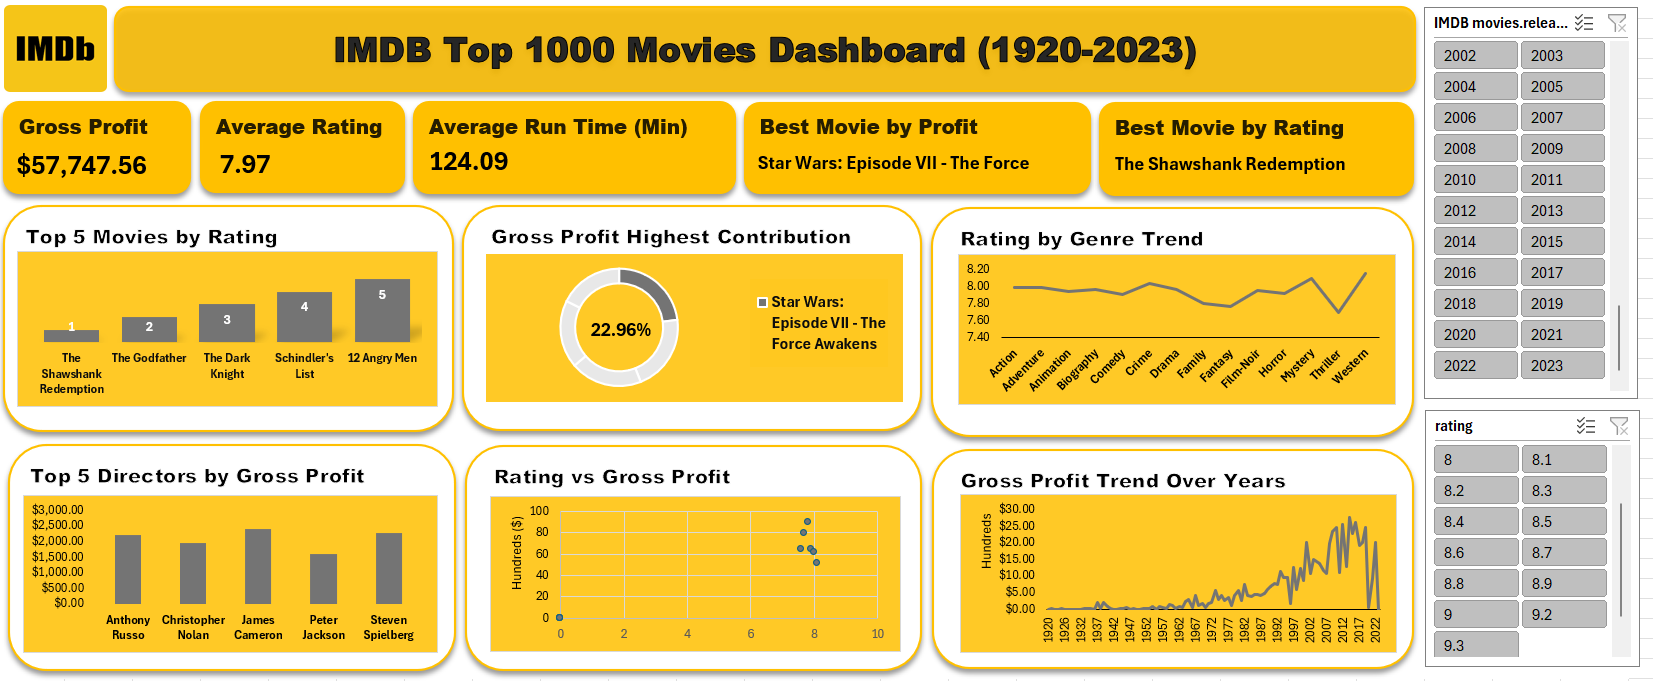 IMDb
IMDB Top 1000 Movies Dashboard (1920-2023)
Gross Profit
$57,747.56
Average Rating
7.97
Average Run Time (Min)
124.09
Best Movie by Profit
Star Wars: Episode VII - The Force
Best Movie by Rating
The Shawshank Redemption
Top 5 Movies by Rating
1
2
3
4
5
The
Shawshank
Redemption
The Godfather
The Dark
Knight
Schindler's
List
12 Angry Men
Gross Profit Highest Contribution
22.96%
Star Wars:
Episode VII - The
Force Awakens
Rating by Genre Trend
8.20
8.00
7.80
7.60
7.40
Action
Adventure
Animation
Biography
Comedy
Crime
Drama
Family
Fantasy
Film-Noir
Horror
Mystery
Thriller
Western
Top 5 Directors by Gross Profit
$3,000.00
$2,500.00
$2,000.00
$1,500.00
$1,000.00
$500.00
$0.00
Anthony
Russo
Christopher
Nolan
James
Cameron
Peter
Jackson
Steven
Spielberg
Rating vs Gross Profit
Hundreds ($)
100
80
60
40
20
0
0 2 4 6 8 10
Gross Profit Trend Over Years
Hundreds
$30.00
$25.00
$20.00
$15.00
$10.00
$5.00
$0.00
1920
1926
1932
1937
1942
1947
1952
1957
1962
1967
1972
1977
1982
1987
1992
1997
2002
2007
2012
2017
2022
IMDB movies.relea...
2002 2003
2004 2005
2006 2007
2008 2009
2010 2011
2012 2013
2014 2015
2016 2017
2018 2019
2020 2021
2022 2023
rating
8 8.1
8.2 8.3
8.4 8.5
8.6 8.7
8.8 8.9
9 9.2
9.3